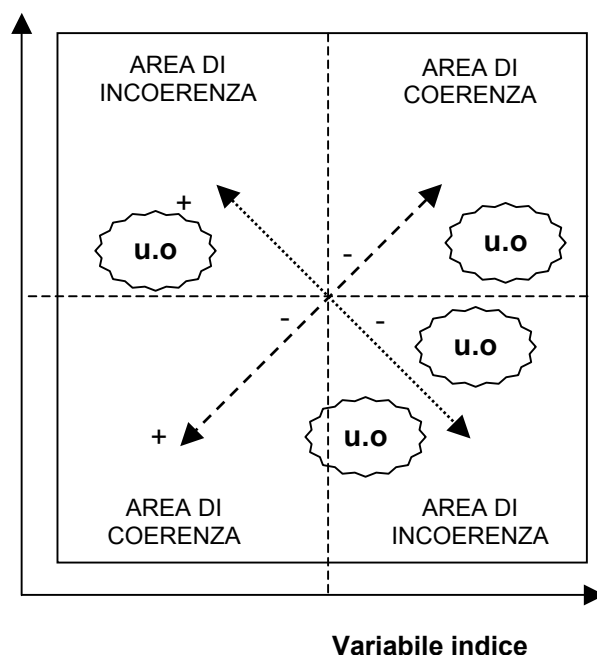 AREA DI
INCOERENZA
AREA DI
COERENZA
+
u.o
-
u.o
-
-
u.o
+
u.o
AREA DI
COERENZA
AREA DI
INCOERENZA
Variabile indice